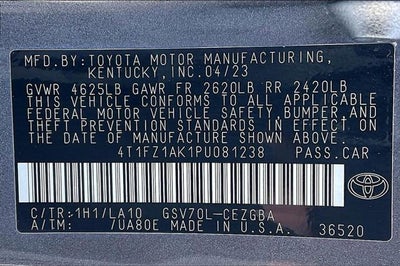 MFD.BY:TOYOTA MOTOR MANUFACTURING,
KENTUCKY,INC.04/23
GVWR 4625LB GAWR FR 2620LB RR 2420LB
THIS VEHICLE CONFORMS TO ALL APPLICABLE
FEDERAL MOTOR VEHICLE SAFETY,BUMPER,AND
THEFT PREVENTION STANDARDS IN EFFECT ON
THE DATE OF MANUFACTURE SHOWN ABOVE.
4T1FZ1AK1PU081238 PASS.CAR
C/TR:1H1/LA10 GSV70L-CEZGBA
A/TM: /UA80E MADE IN U.S.A. 36520